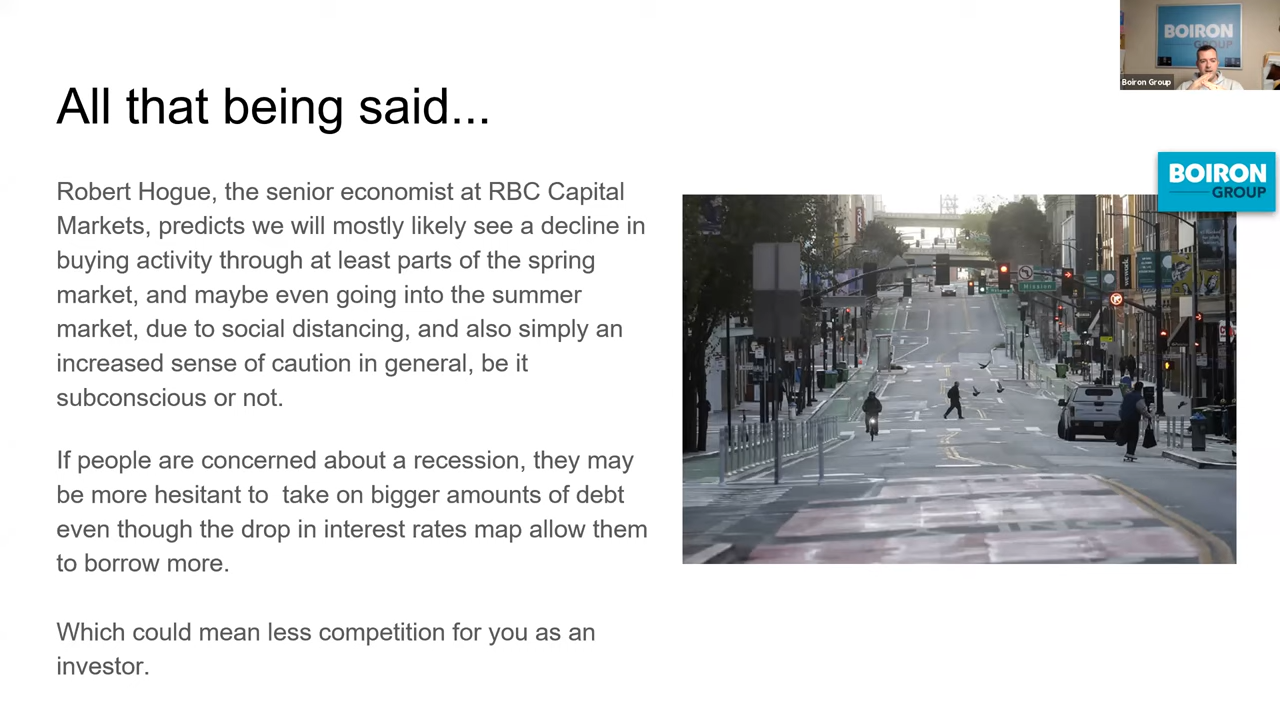 BOIRON
GROUP
Boiron Group
All that being said...
BOIRON
GROUP
Robert Hogue, the senior economist at RBC Capital
Markets, predicts we will mostly likely see a decline in
buying activity through at least parts of the spring
market, and maybe even going into the summer
market, due to social distancing, and also simply an
increased sense of caution in general, be it
subconscious or not.
If people are concerned about a recession, they may
be more hesitant to  take on bigger amounts of debt
even though the drop in interest rates map allow them
to borrow more.
Which could mean less competition for you as an
investor.
Mission
wework